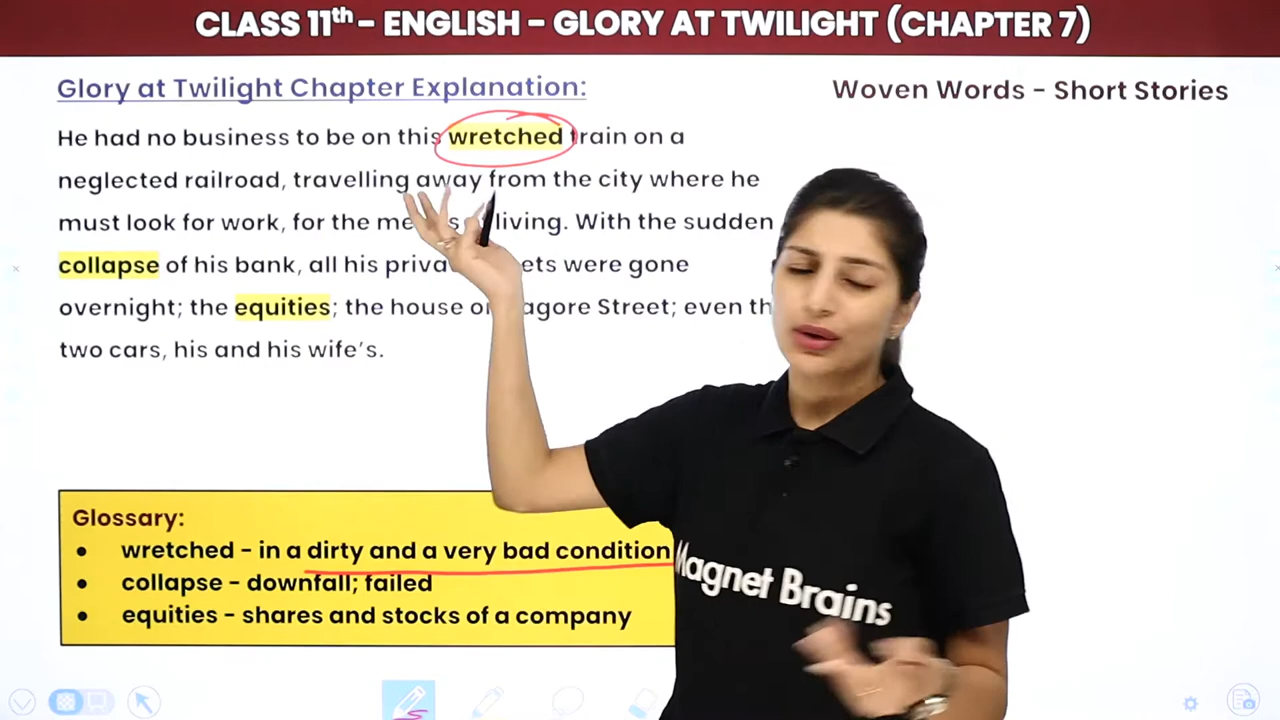 CLASS 11th - ENGLISH - GLORY AT TWILIGHT (CHAPTER 7)
Glory at Twilight Chapter Explanation:
Woven Words - Short Stories
He had no business to be on this wretched train on a
neglected railroad, travelling away from the city where he
must look for work, for the living. With the sudden
collapse of his bank, all his were gone
overnight; the equities; the house Street; even
two cars, his and his wife's.
Glossary:
● wretched - in a dirty and a very bad condition
● collapse - downfall; failed
● equities - shares and stocks of a company
Magnet Brains